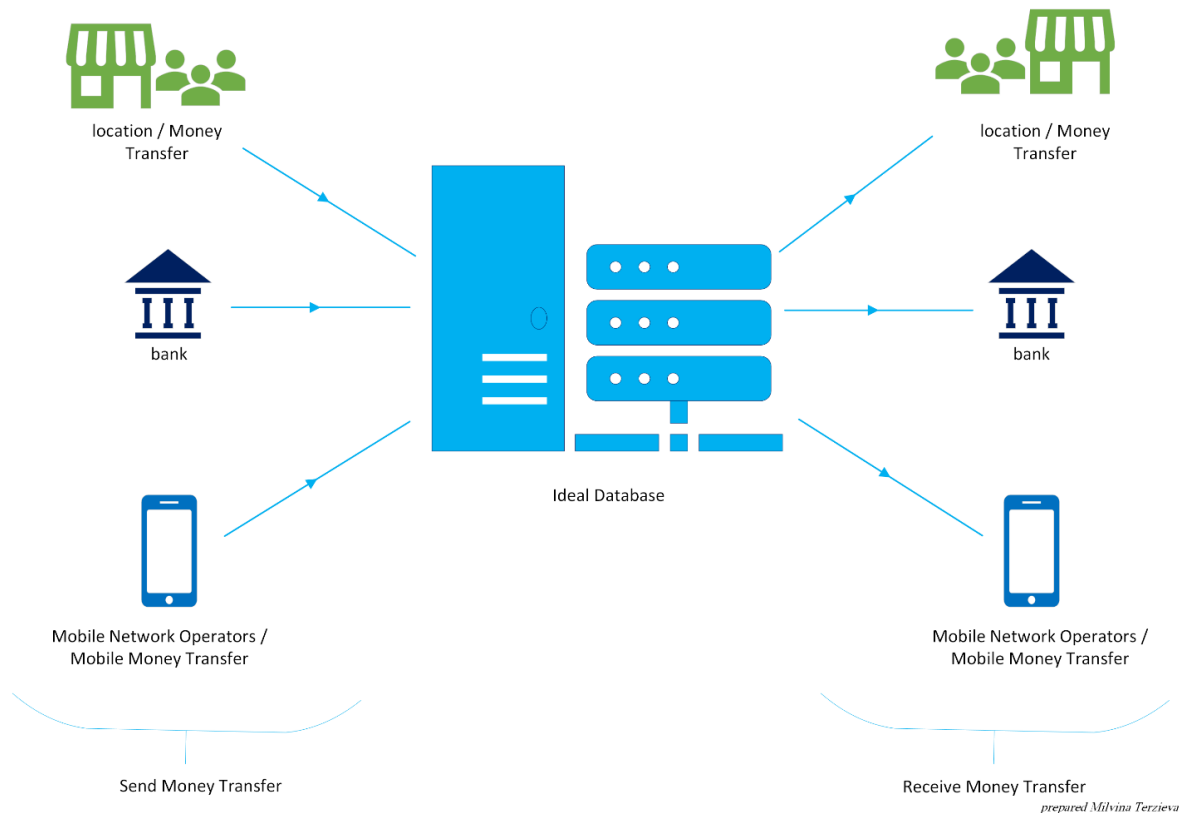 location / Money
Transfer
location / Money
Transfer
bank
bank
Ideal Database
Mobile Network Operators /
Mobile Money Transfer
Mobile Network Operators /
Mobile Money Transfer
Send Money Transfer
Receive Money Transfer
prepared Milvina Terzieva